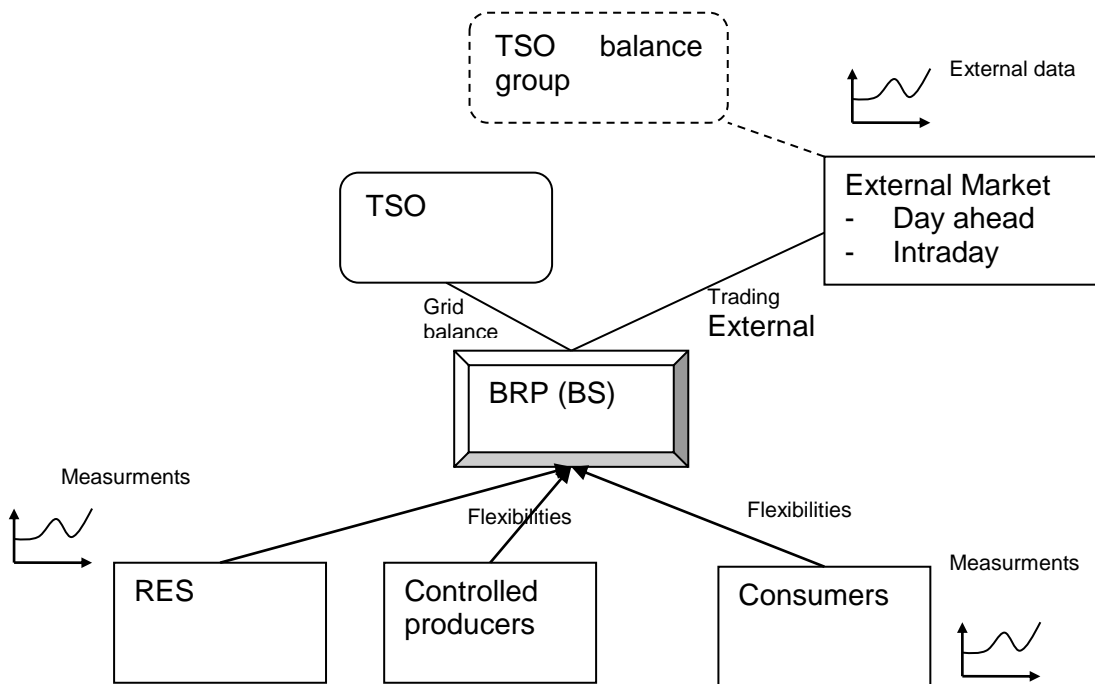 TSO balance
group
External data
External Market
- Day ahead
- Intraday
TSO
Grid
balance
Trading
External
BRP (BS)
Measurments
Flexibilities
Flexibilities
RES
Controlled
producers
Consumers
Measurments